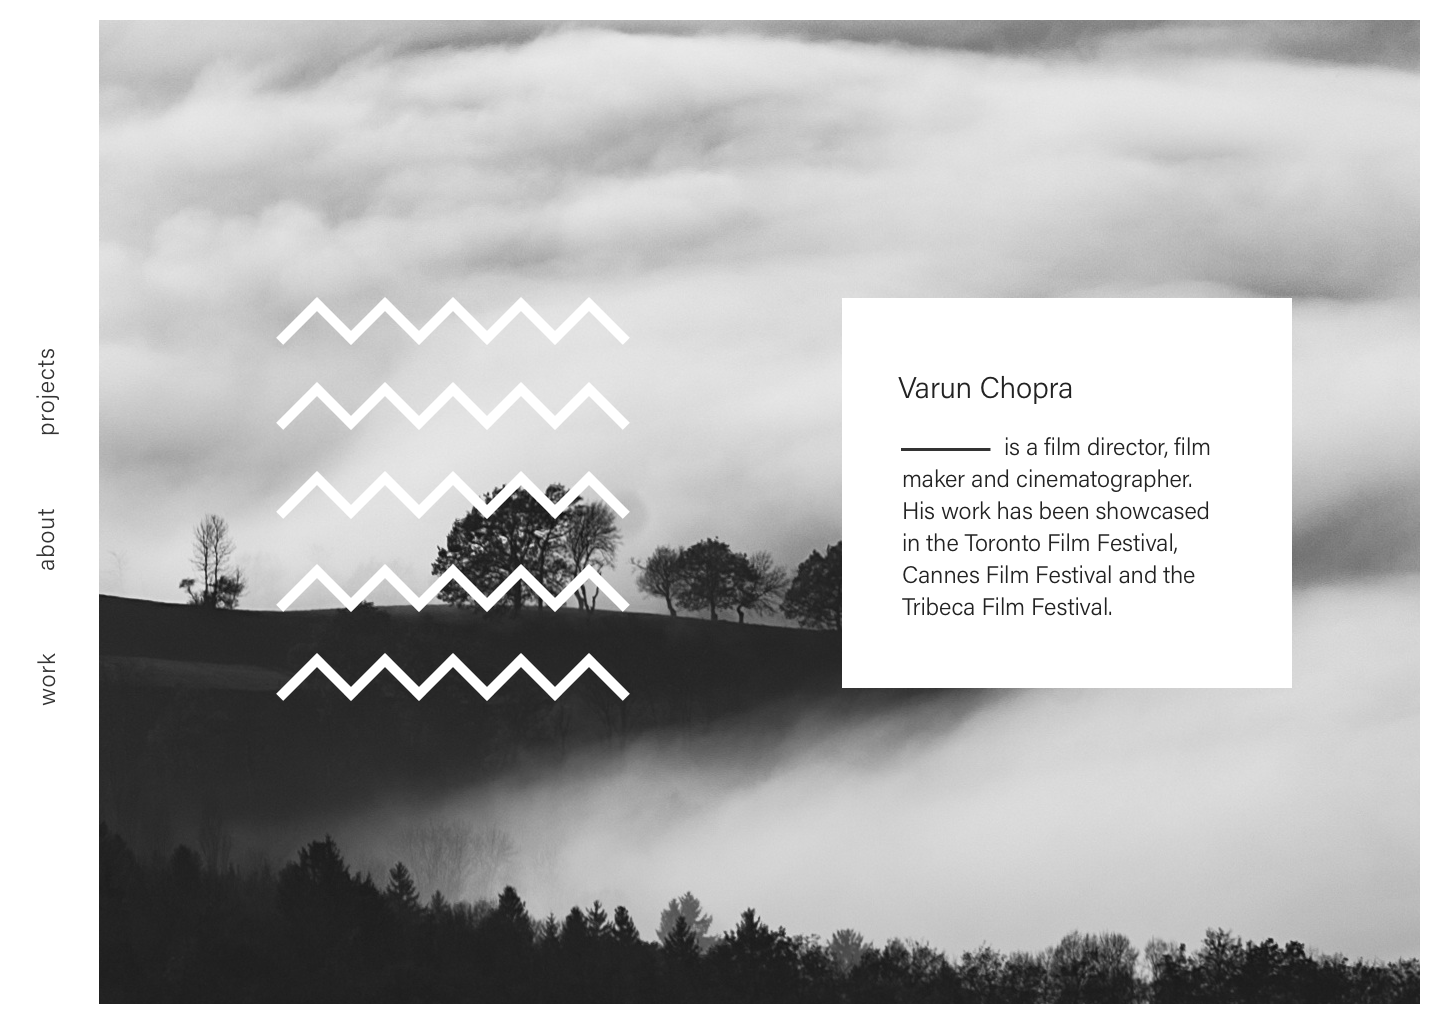 projects
about
work
Varun Chopra
is a film director, film
maker and cinematographer.
His work has been showcased
in the Toronto Film Festival,
Cannes Film Festival and the
Tribeca Film Festival.